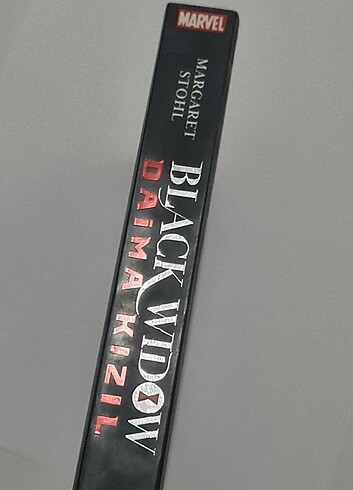 MARVEL
MARGARET
STOHL
BLACK WIDOW
DAIMA KIZIL